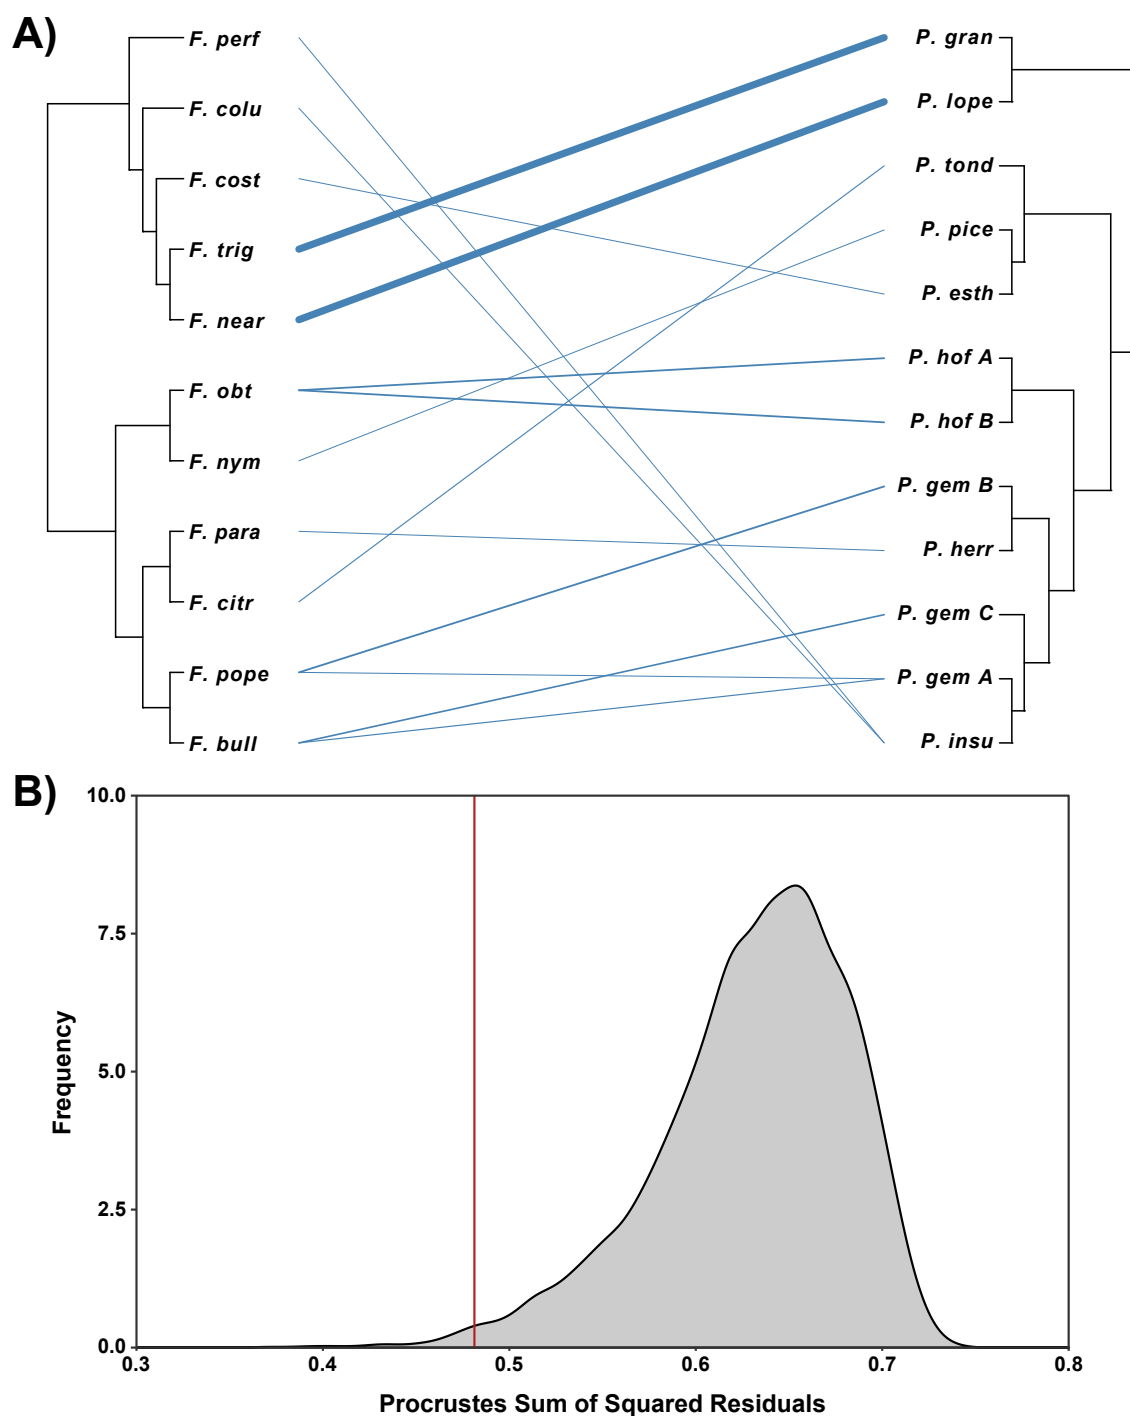 A)
F. perf
F. colu
F. cost
F. trig
F. near
F. obt
F. nym
F. para
F. citr
F. pope
F. bull
P. gran
P. lope
P. tond
P. pice
P. esth
P. hof A
P. hof B
P. gem B
P. herr
P. gem C
P. gem A
P. insu
B)
10.0
7.5
5.0
2.5
0.0
Frequency
0.3 0.4 0.5 0.6 0.7 0.8
Procrustes Sum of Squared Residuals